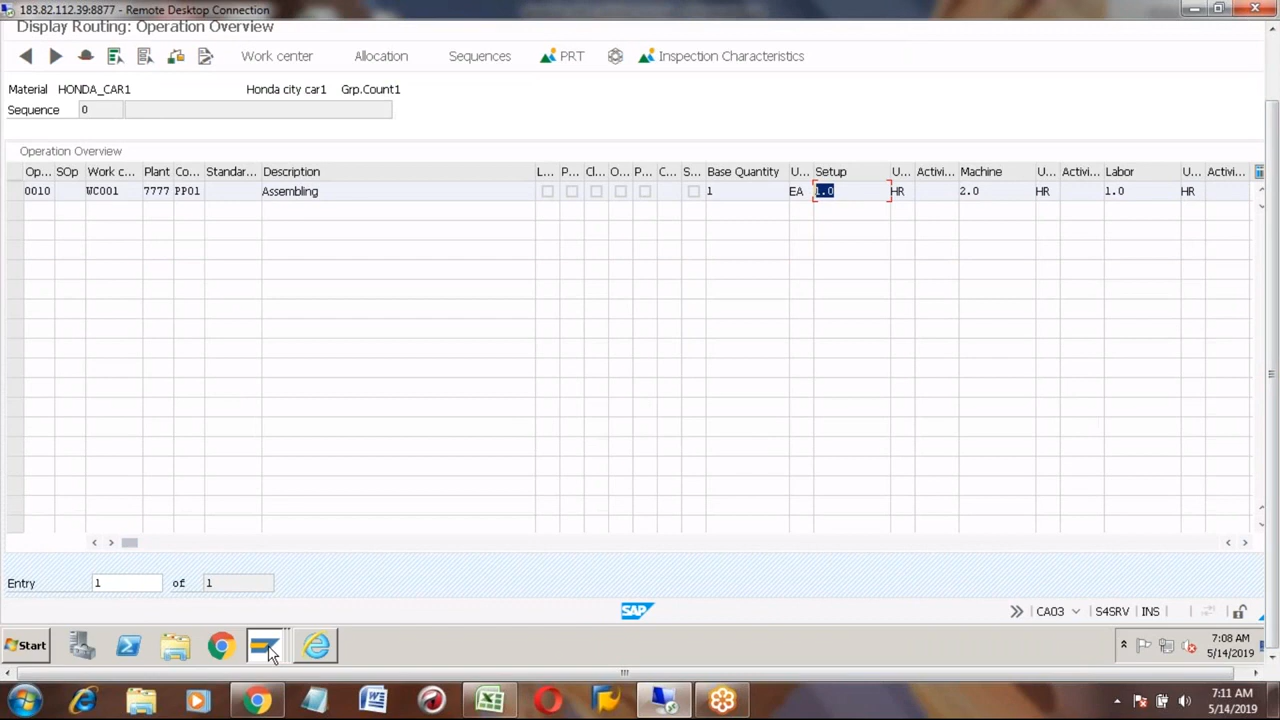 183.82.112.39:8877 - Remote Desktop Connection
Display Routing: Operation Overview
Work center Allocation Sequences PRT Inspection Characteristics
Material HONDA_CAR1 Honda city car1 Grp.Count1
Sequence 0
Operation Overview
Op... SOp Work c... Plant Co... Standar... Description L... P... Cl... O... P... C... S... Base Quantity U... Setup U... Activi... Machine U... Activi... Labor U... Activi...
0010 WC001 7777 PP01 Assembling 1 EA 1.0 HR 2.0 HR 1.0 HR
Entry 1 of 1
SAP CA03 S4SRV INS
Start
7:08 AM
5/14/2019
7:11 AM
5/14/2019